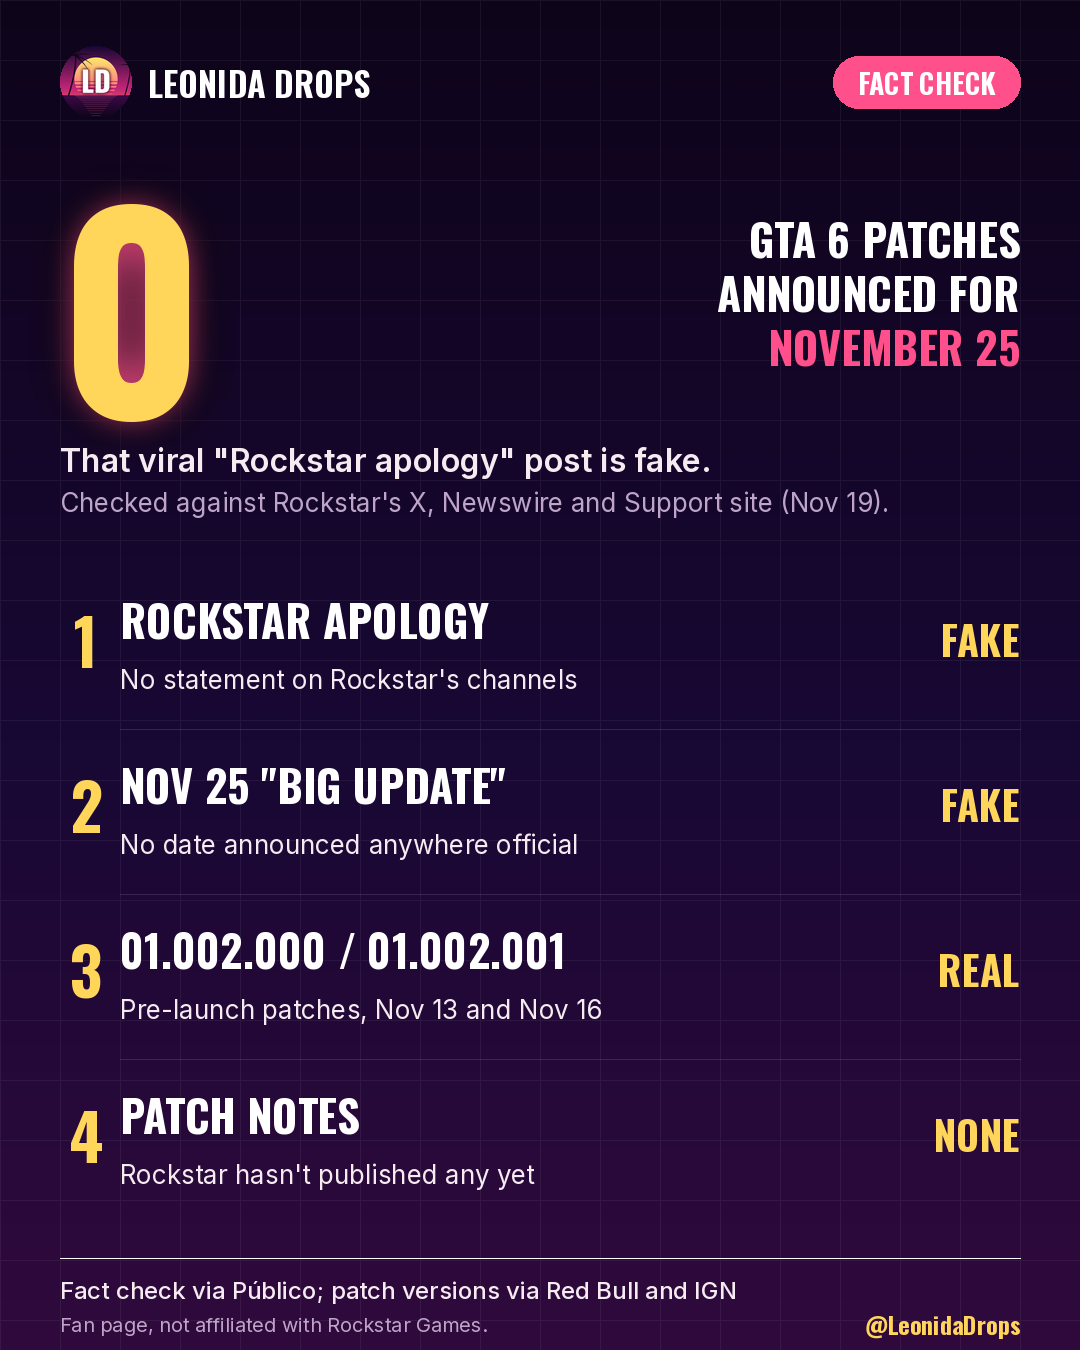 LD
LEONIDA DROPS
FACT CHECK
0
GTA 6 PATCHES
ANNOUNCED FOR
NOVEMBER 25
That viral "Rockstar apology" post is fake.
Checked against Rockstar's X, Newswire and Support site (Nov 19).
1
ROCKSTAR APOLOGY
No statement on Rockstar's channels
FAKE
2
NOV 25 "BIG UPDATE"
No date announced anywhere official
FAKE
3
01.002.000 / 01.002.001
Pre-launch patches, Nov 13 and Nov 16
REAL
4
PATCH NOTES
Rockstar hasn't published any yet
NONE
Fact check via Público; patch versions via Red Bull and IGN
Fan page, not affiliated with Rockstar Games.
@LeonidaDrops